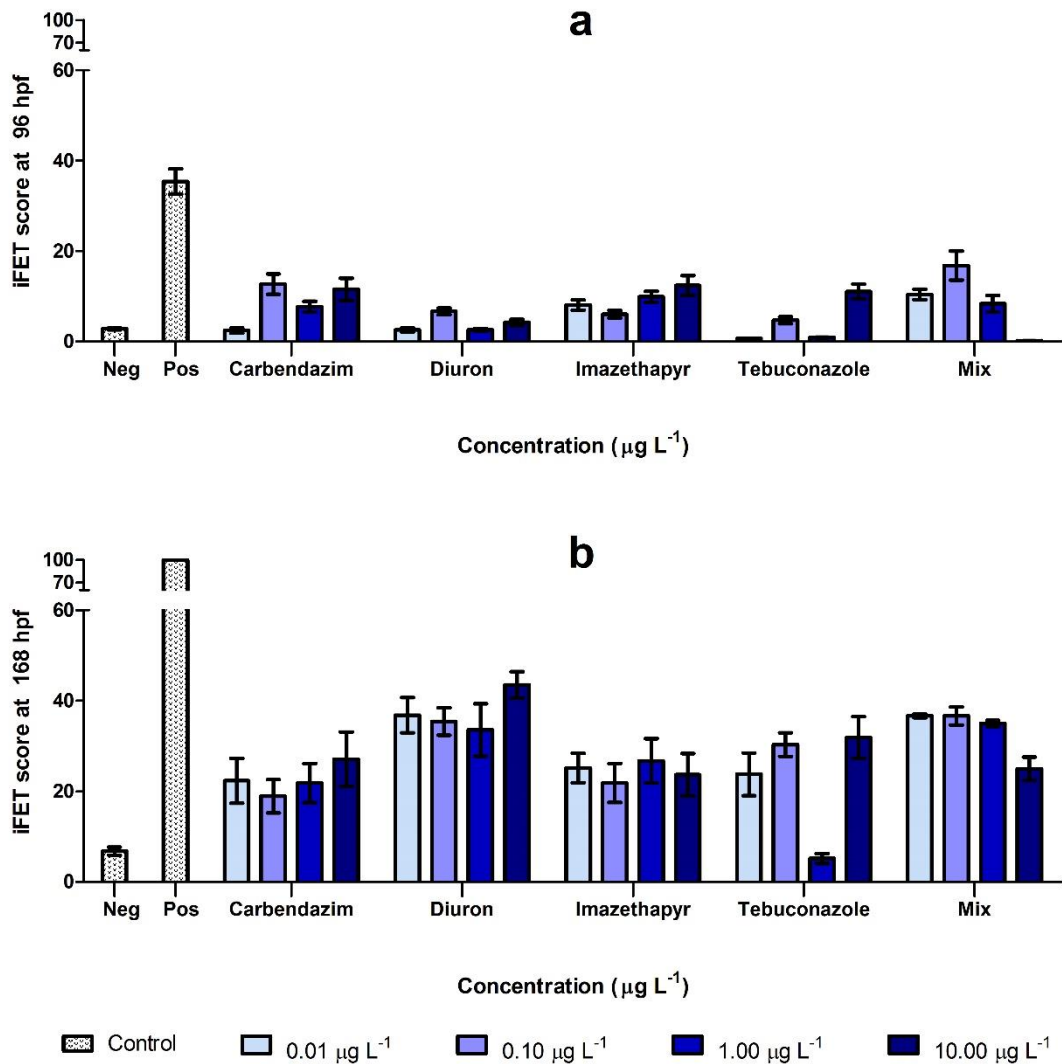 a
100
70
60
40
20
0
iFET score at 96 hpf
Neg Pos Carbendazim Diuron Imazethapyr Tebuconazole Mix
Concentration (μg L⁻¹)
b
100
70
60
40
20
0
iFET score at 168 hpf
Neg Pos Carbendazim Diuron Imazethapyr Tebuconazole Mix
Concentration (μg L⁻¹)
Control 0.01 μg L⁻¹ 0.10 μg L⁻¹ 1.00 μg L⁻¹ 10.00 μg L⁻¹